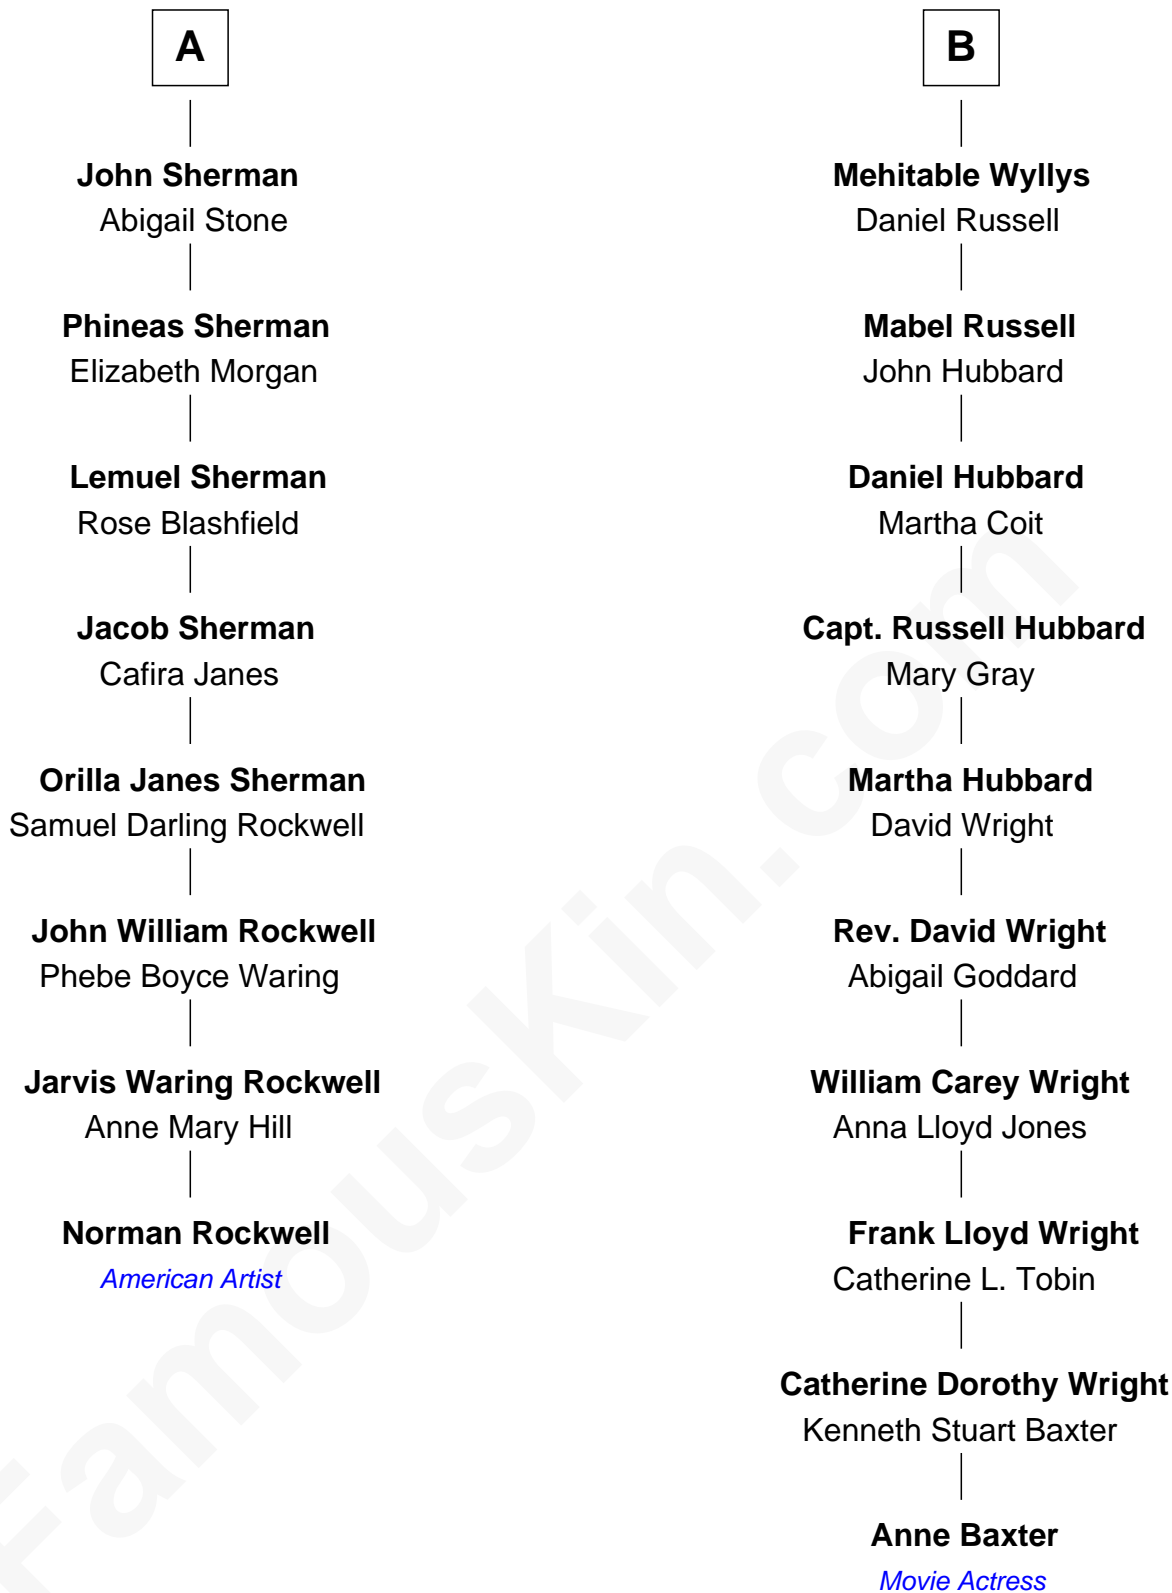 A
John Sherman
Abigail Stone
Phineas Sherman
Elizabeth Morgan
Lemuel Sherman
Rose Blashfield
Jacob Sherman
Cafira Janes
Orilla Janes Sherman
Samuel Darling Rockwell
John William Rockwell
Phebe Boyce Waring
Jarvis Waring Rockwell
Anne Mary Hill
Norman Rockwell
American Artist
B
Mehitable Wyllys
Daniel Russell
Mabel Russell
John Hubbard
Daniel Hubbard
Martha Coit
Capt. Russell Hubbard
Mary Gray
Martha Hubbard
David Wright
Rev. David Wright
Abigail Goddard
William Carey Wright
Anna Lloyd Jones
Frank Lloyd Wright
Catherine L. Tobin
Catherine Dorothy Wright
Kenneth Stuart Baxter
Anne Baxter
Movie Actress
FamousKin.com